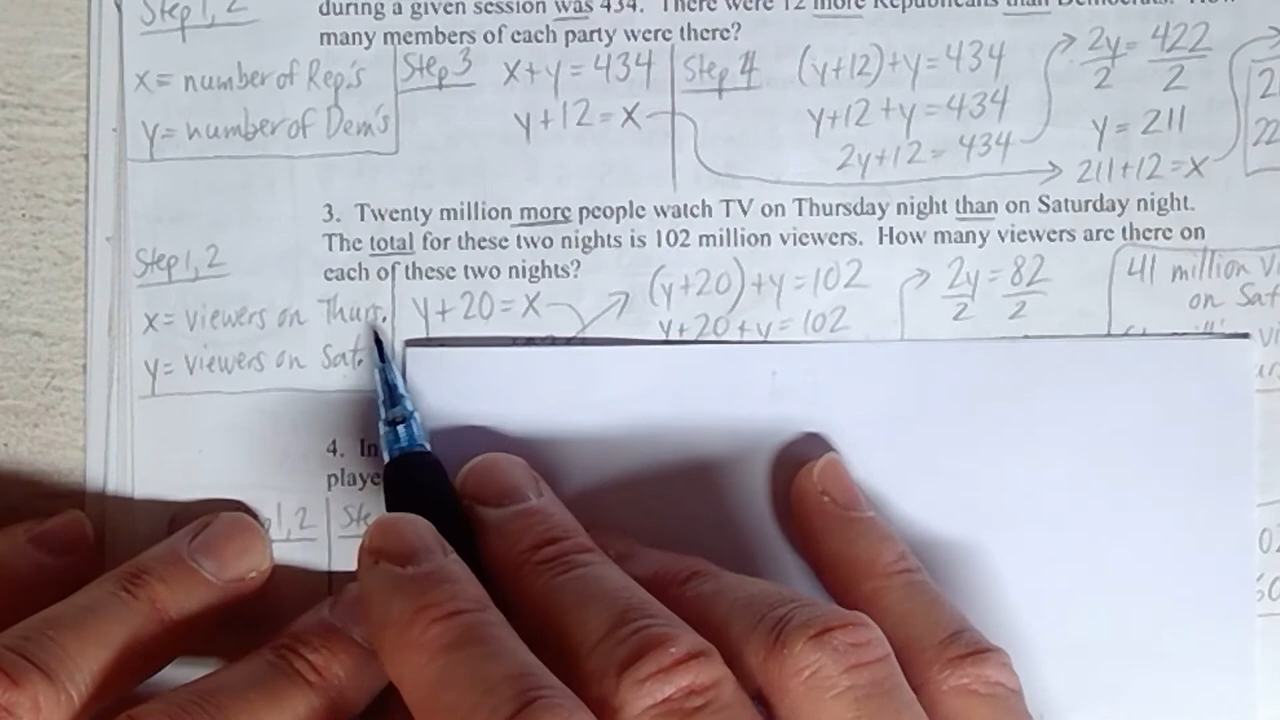 Step 1, 2
during a given session was 434. There were 12 more Republicans than Democrats.
many members of each party were there?
x = number of Rep's
y = number of Dem's
Step 3
x + y = 434
y + 12 = x
Step 4
(y+12) + y = 434
y + 12 + y = 434
2y + 12 = 434
2y = 422
2 2
y = 211
211 + 12 = x
3. Twenty million more people watch TV on Thursday night than on Saturday night.
The total for these two nights is 102 million viewers. How many viewers are there on
each of these two nights?
Step 1, 2
x = viewers on Thurs.
y = viewers on Sat.
y + 20 = x
(y+20) + y = 102
y + 20 + y = 102
2y = 82
2 2
41 million
on Sat
4. In
playe
1, 2
Ste